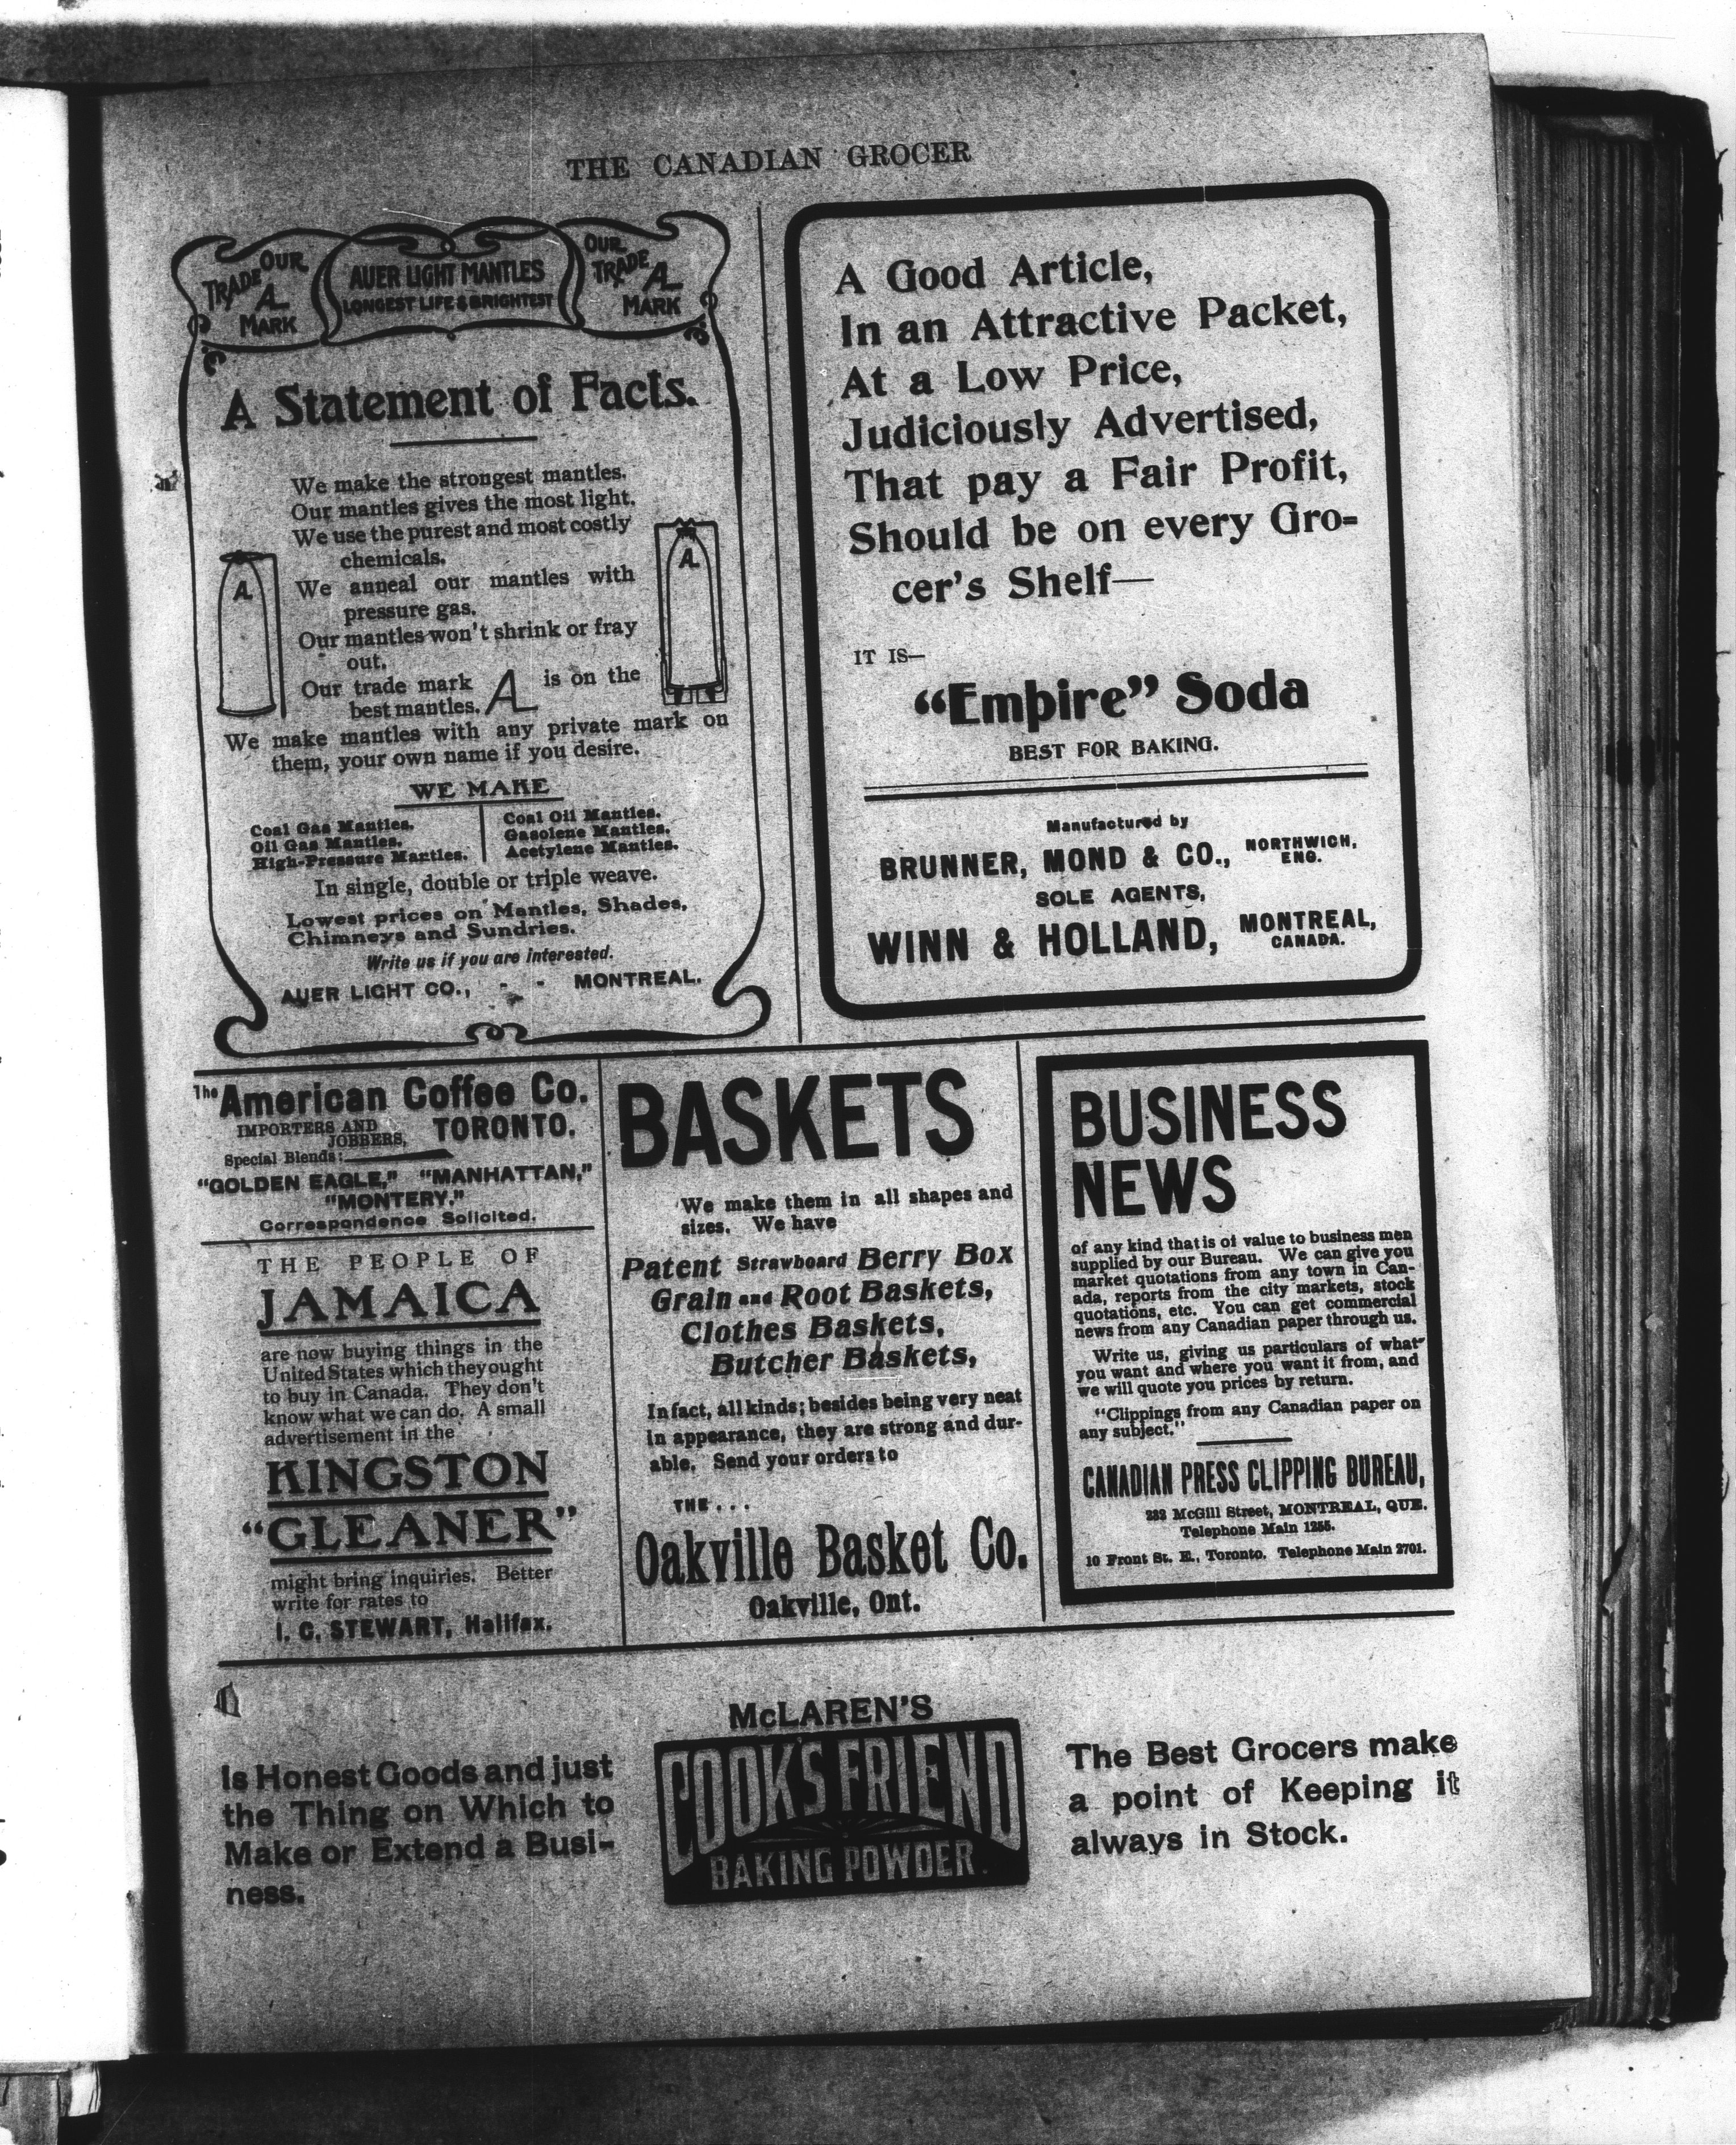 THE CANADIAN GROCER
OUR
TRADE A
MARK
AUER LIGHT MANTLES
LONGEST LIFE & BRIGHTEST
OUR
TRADE A
MARK
A Statement of Facts.
We make the strongest mantles.
Our mantles gives the most light.
We use the purest and most costly
chemicals.
We anneal our mantles with
pressure gas.
Our mantles won't shrink or fray
out.
Our trade mark A is on the
best mantles.
A
A
We make mantles with any private mark on
them, your own name if you desire.
WE MAKE
Coal Gas Mantles.
Oil Gas Mantles.
High-Pressure Mantles.
Coal Oil Mantles.
Gasolene Mantles.
Acetylene Mantles.
In single, double or triple weave.
Lowest prices on Mantles, Shades,
Chimneys and Sundries.
Write us if you are interested.
AUER LIGHT CO., - - MONTREAL.
A Good Article,
In an Attractive Packet,
At a Low Price,
Judiciously Advertised,
That pay a Fair Profit,
Should be on every Gro-
cer's Shelf—
IT IS—
"Empire" Soda
BEST FOR BAKING.
Manufactured by
BRUNNER, MOND & CO., NORTHWICH,
ENG.
SOLE AGENTS,
WINN & HOLLAND, MONTREAL,
CANADA.
The American Coffee Co.
IMPORTERS AND
JOBBERS, TORONTO.
Special Blends:
"GOLDEN EAGLE," "MANHATTAN,"
"MONTERY."
Correspondence Solicited.
THE PEOPLE OF
JAMAICA
are now buying things in the
United States which they ought
to buy in Canada. They don't
know what we can do. A small
advertisement in the
KINGSTON
"GLEANER"
might bring inquiries. Better
write for rates to
I. C. STEWART, Halifax.
BASKETS
We make them in all shapes and
sizes. We have
Patent Strawboard Berry Box
Grain and Root Baskets,
Clothes Baskets,
Butcher Baskets,
In fact, all kinds; besides being very neat
in appearance, they are strong and dur-
able. Send your orders to
THE...
Oakville Basket Co.
Oakville, Ont.
BUSINESS
NEWS
of any kind that is of value to business men
supplied by our Bureau. We can give you
market quotations from any town in Can-
ada, reports from the city markets, stock
quotations, etc. You can get commercial
news from any Canadian paper through us.
Write us, giving us particulars of what
you want and where you want it from, and
we will quote you prices by return.
"Clippings from any Canadian paper on
any subject."
CANADIAN PRESS CLIPPING BUREAU,
232 McGill Street, MONTREAL, QUE.
Telephone Main 1255.
10 Front St. E., Toronto. Telephone Main 2701.
Is Honest Goods and just
the Thing on Which to
Make or Extend a Busi-
ness.
McLAREN'S
COOK'S FRIEND
BAKING POWDER
The Best Grocers make
a point of Keeping it
always in Stock.